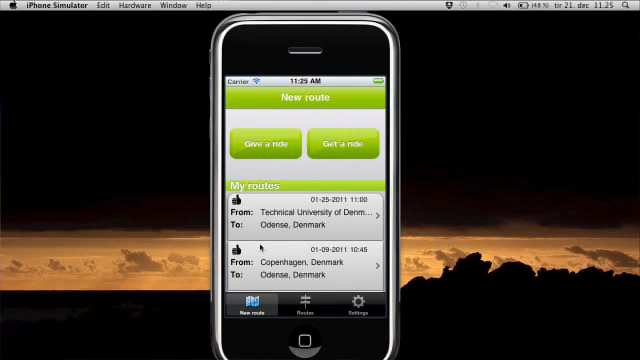 iPhone Simulator Edit Hardware Window Help (48 %) tir 21. dec 11.25
Carrier 11:25 AM
New route
Give a ride Get a ride
My routes
01-25-2011 11:00
From: Technical University of Denm...
To: Odense, Denmark
01-09-2011 10:45
From: Copenhagen, Denmark
To: Odense, Denmark
New route Routes Settings